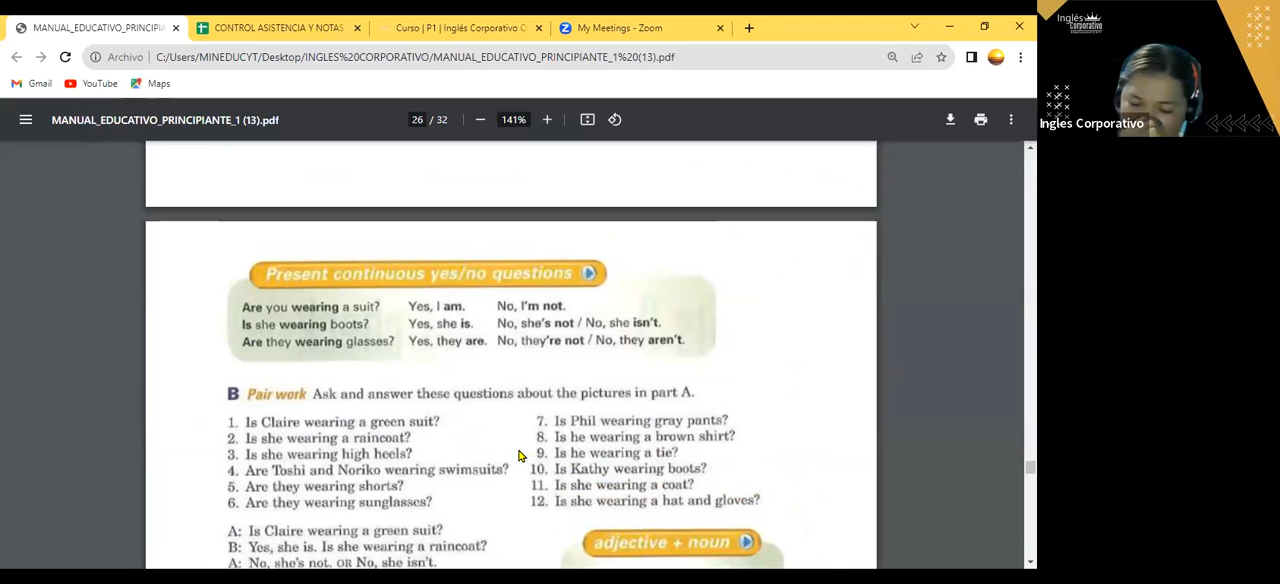 MANUAL_EDUCATIVO_PRINCIPIA
CONTROL ASISTENCIA Y NOTAS
Curso | P1 | Inglés Corporativo
My Meetings - Zoom
Archivo
C:/Users/MINEDUCYT/Desktop/INGLES%20CORPORATIVO/MANUAL_EDUCATIVO_PRINCIPIANTE_1%20(13).pdf
Gmail
YouTube
Maps
MANUAL_EDUCATIVO_PRINCIPIANTE_1 (13).pdf
26 / 32
141%
Present continuous yes/no questions
Are you wearing a suit? Yes, I am. No, I'm not.
Is she wearing boots? Yes, she is. No, she's not / No, she isn't.
Are they wearing glasses? Yes, they are. No, they're not / No, they aren't.
B Pair work Ask and answer these questions about the pictures in part A.
1. Is Claire wearing a green suit?
2. Is she wearing a raincoat?
3. Is she wearing high heels?
4. Are Toshi and Noriko wearing swimsuits?
5. Are they wearing shorts?
6. Are they wearing sunglasses?
7. Is Phil wearing gray pants?
8. Is he wearing a brown shirt?
9. Is he wearing a tie?
10. Is Kathy wearing boots?
11. Is she wearing a coat?
12. Is she wearing a hat and gloves?
A: Is Claire wearing a green suit?
B: Yes, she is. Is she wearing a raincoat?
A: No, she's not. OR No, she isn't.
adjective + noun
Inglés
Corporativo
Ingles Corporativo